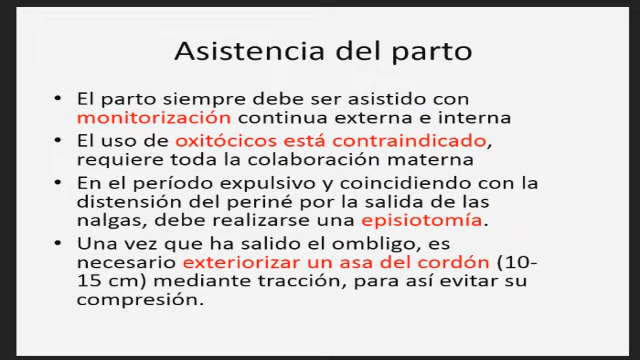 Asistencia del parto
• El parto siempre debe ser asistido con
monitorización continua externa e interna
• El uso de oxitócicos está contraindicado,
requiere toda la colaboración materna
• En el período expulsivo y coincidiendo con la
distensión del periné por la salida de las
nalgas, debe realizarse una episiotomía.
• Una vez que ha salido el ombligo, es
necesario exteriorizar un asa del cordón (10-
15 cm) mediante tracción, para así evitar su
compresión.